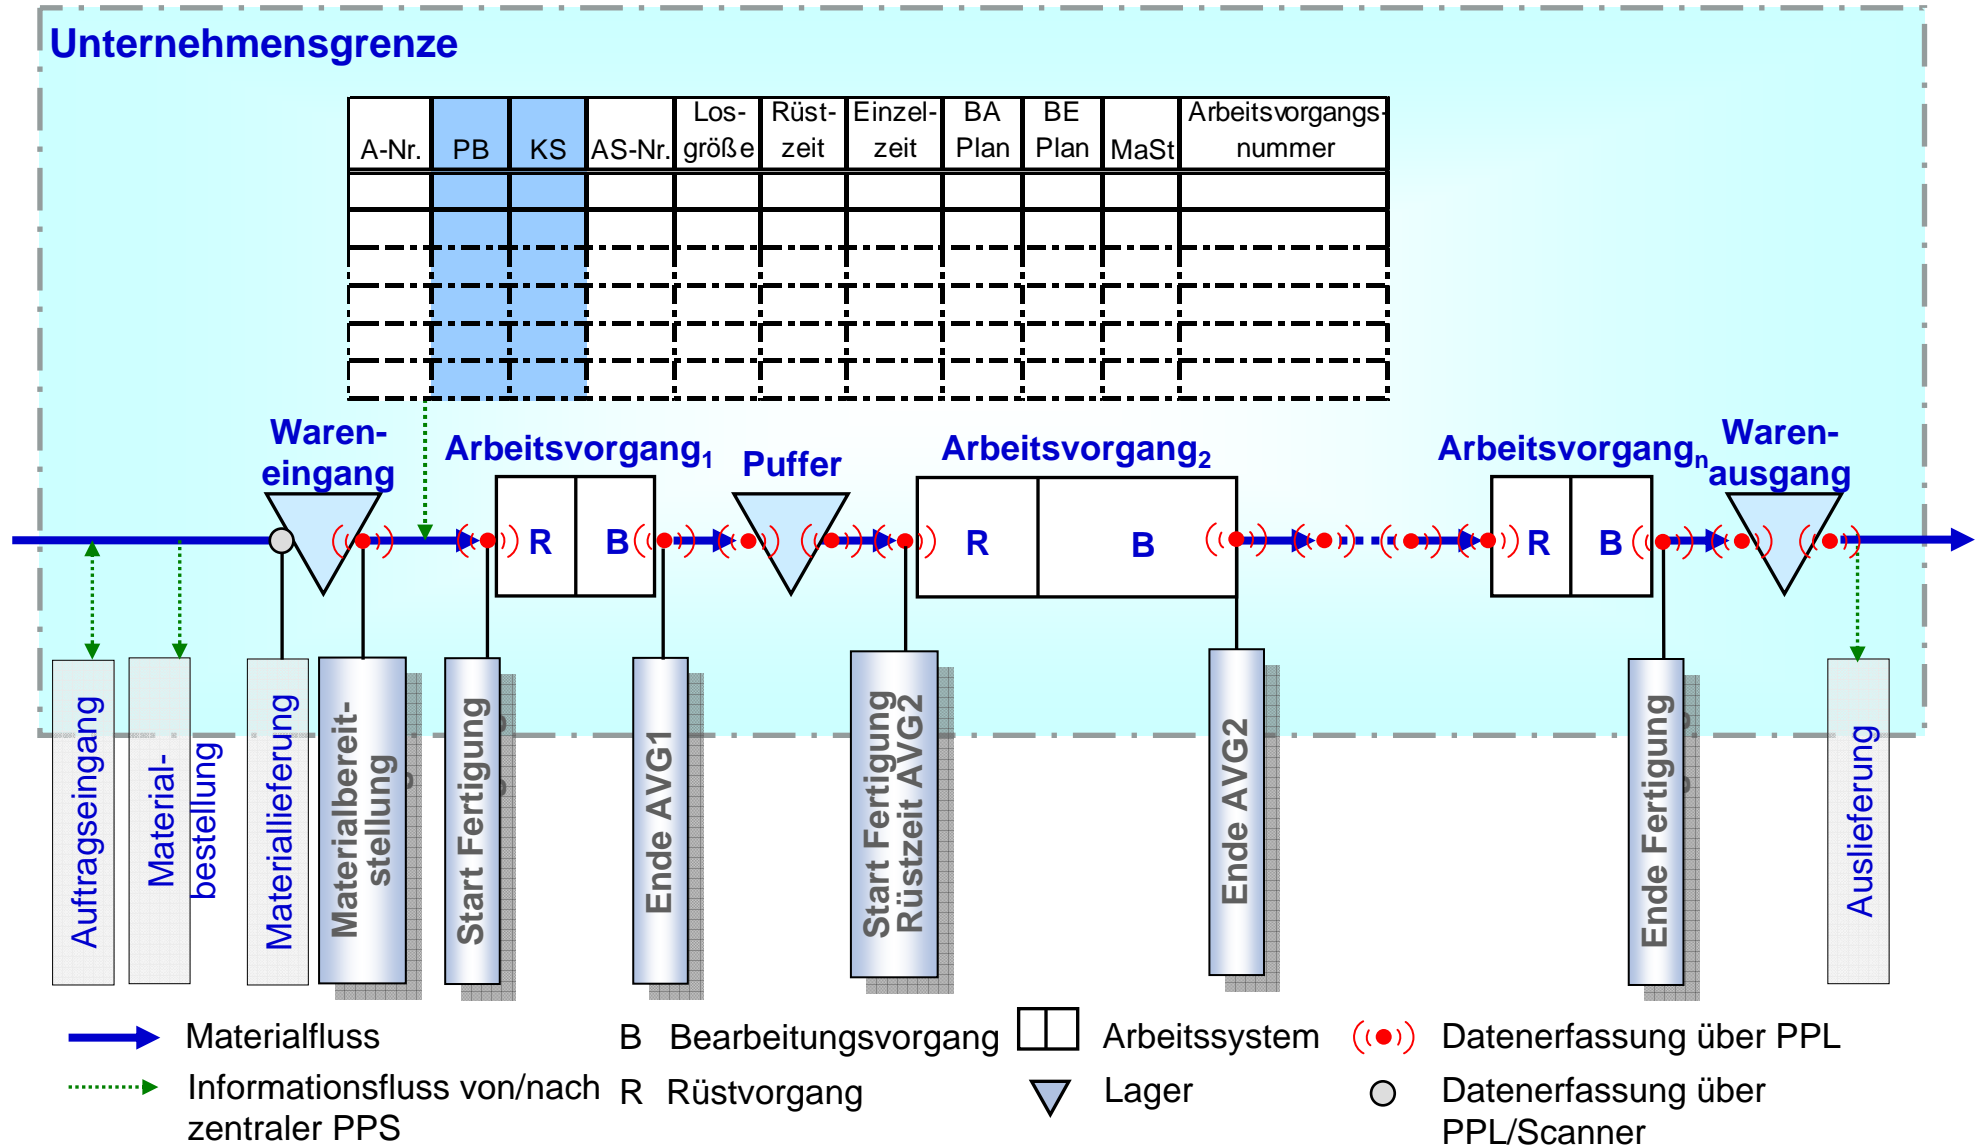 Unternehmensgrenze
A-Nr. PB KS AS-Nr. Los- Rüst- Einzel- BA BE MaSt Arbeitsvorgangs-
größe zeit zeit Plan Plan nummer
Waren-
eingang
Arbeitsvorgang1
Puffer
Arbeitsvorgang2
Arbeitsvorgangn
Waren-
ausgang
R B R B R B
Auftragseingang
Material-
bestellung
Materiallieferung
Materialbereit-
stellung
Start Fertigung
Ende AVG1
Start Fertigung
Rüstzeit AVG2
Ende AVG2
Ende Fertigung
Auslieferung
Materialfluss
B Bearbeitungsvorgang
Arbeitssystem
Datenerfassung über PPL
Informationsfluss von/nach
zentraler PPS
R Rüstvorgang
Lager
Datenerfassung über
PPL/Scanner